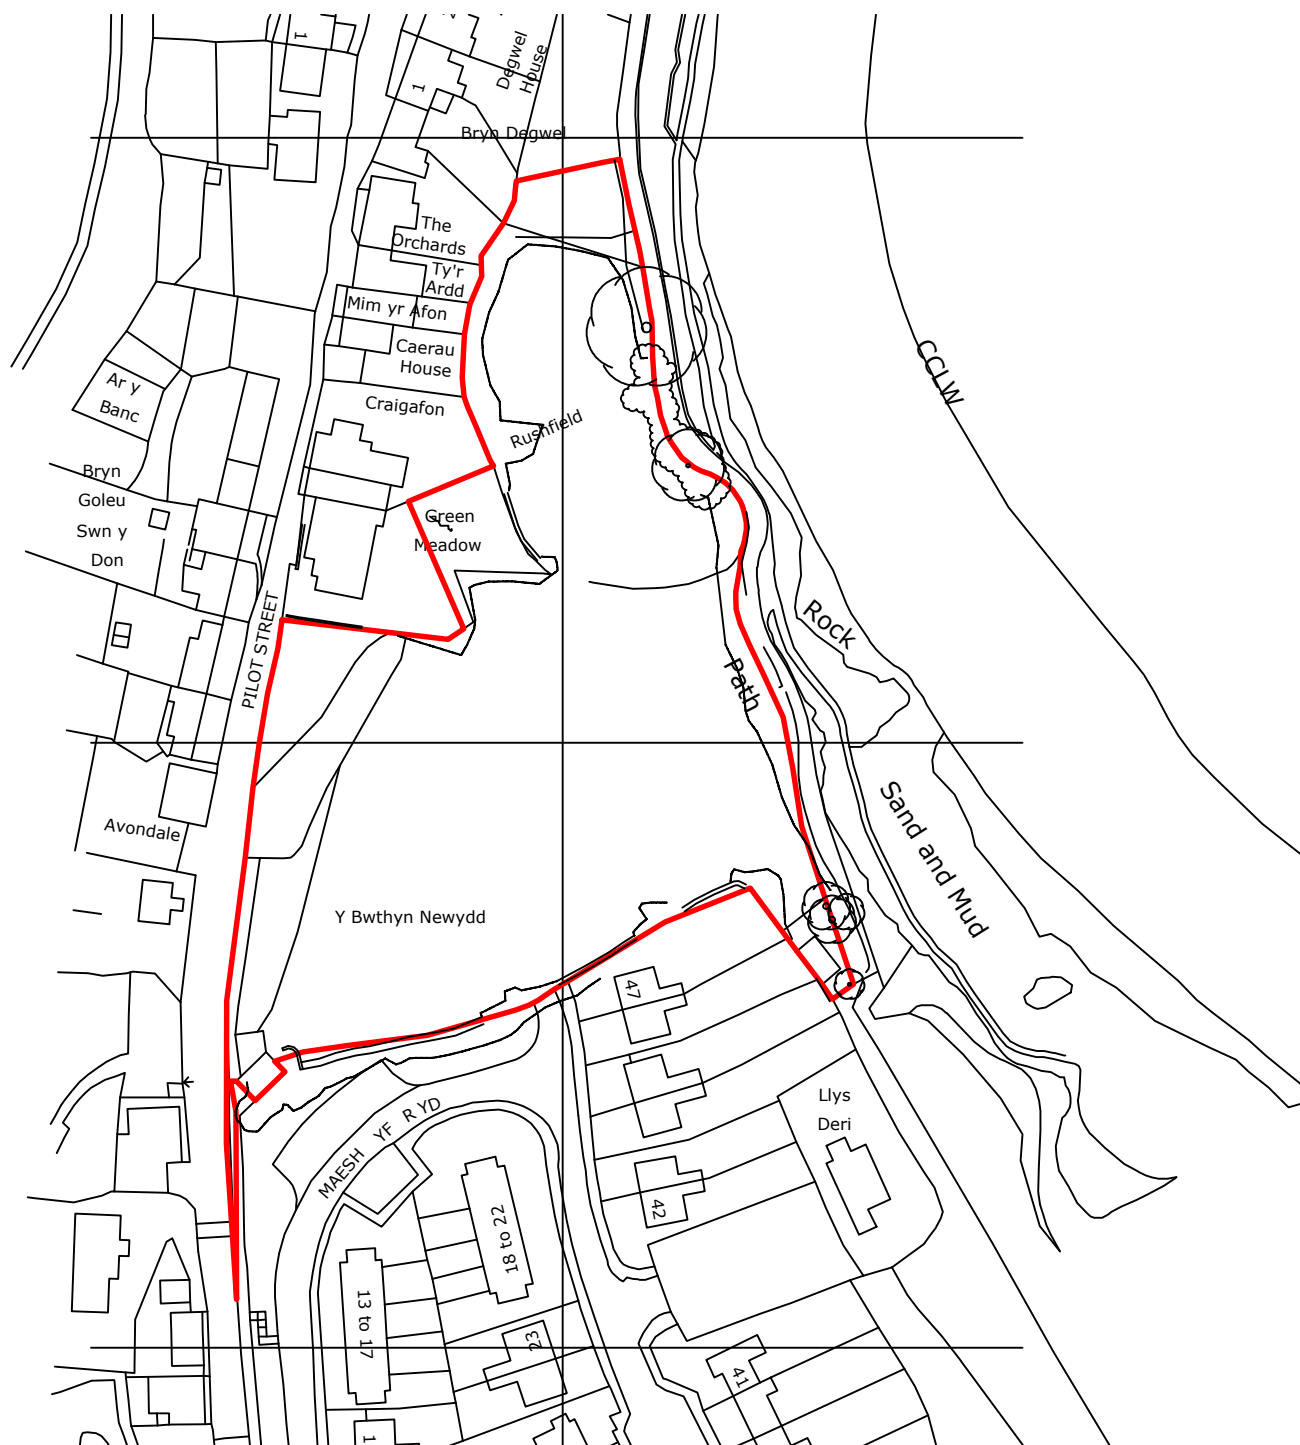 1
Degwel
House
1
Bryn Degwel
The
Orchards
Ty'r
Ardd
Mim yr Afon
Caerau
House
Craigafon
CCLW
Ar y
Banc
Rushfield
Bryn
Goleu
Swn y
Don
Green
Meadow
PILOT STREET
Rock
Path
Avondale
Sand and Mud
Y Bwthyn Newydd
47
Llys
Deri
MAESH YF R YD
42
18 to 22
13 to 17
23
41
1